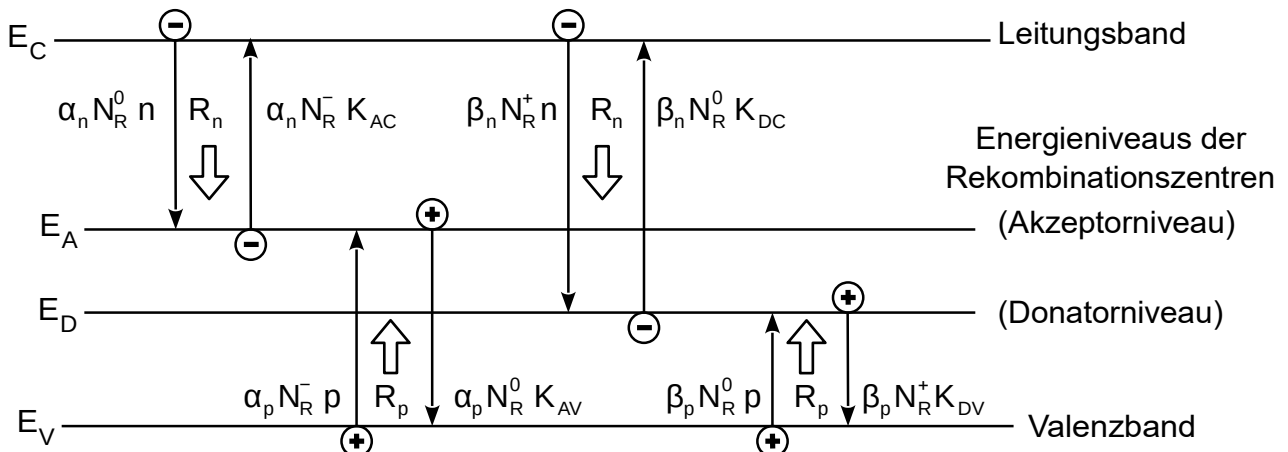 E_C Leitungsband
α_n N_R^0 n R_n α_n N_R^- K_AC β_n N_R^+ n R_n β_n N_R^0 K_DC
Energieniveaus der
Rekombinationszentren
E_A (Akzeptorniveau)
E_D (Donatorniveau)
α_p N_R^- p R_p α_p N_R^0 K_AV β_p N_R^0 p R_p β_p N_R^+ K_DV
E_V Valenzband